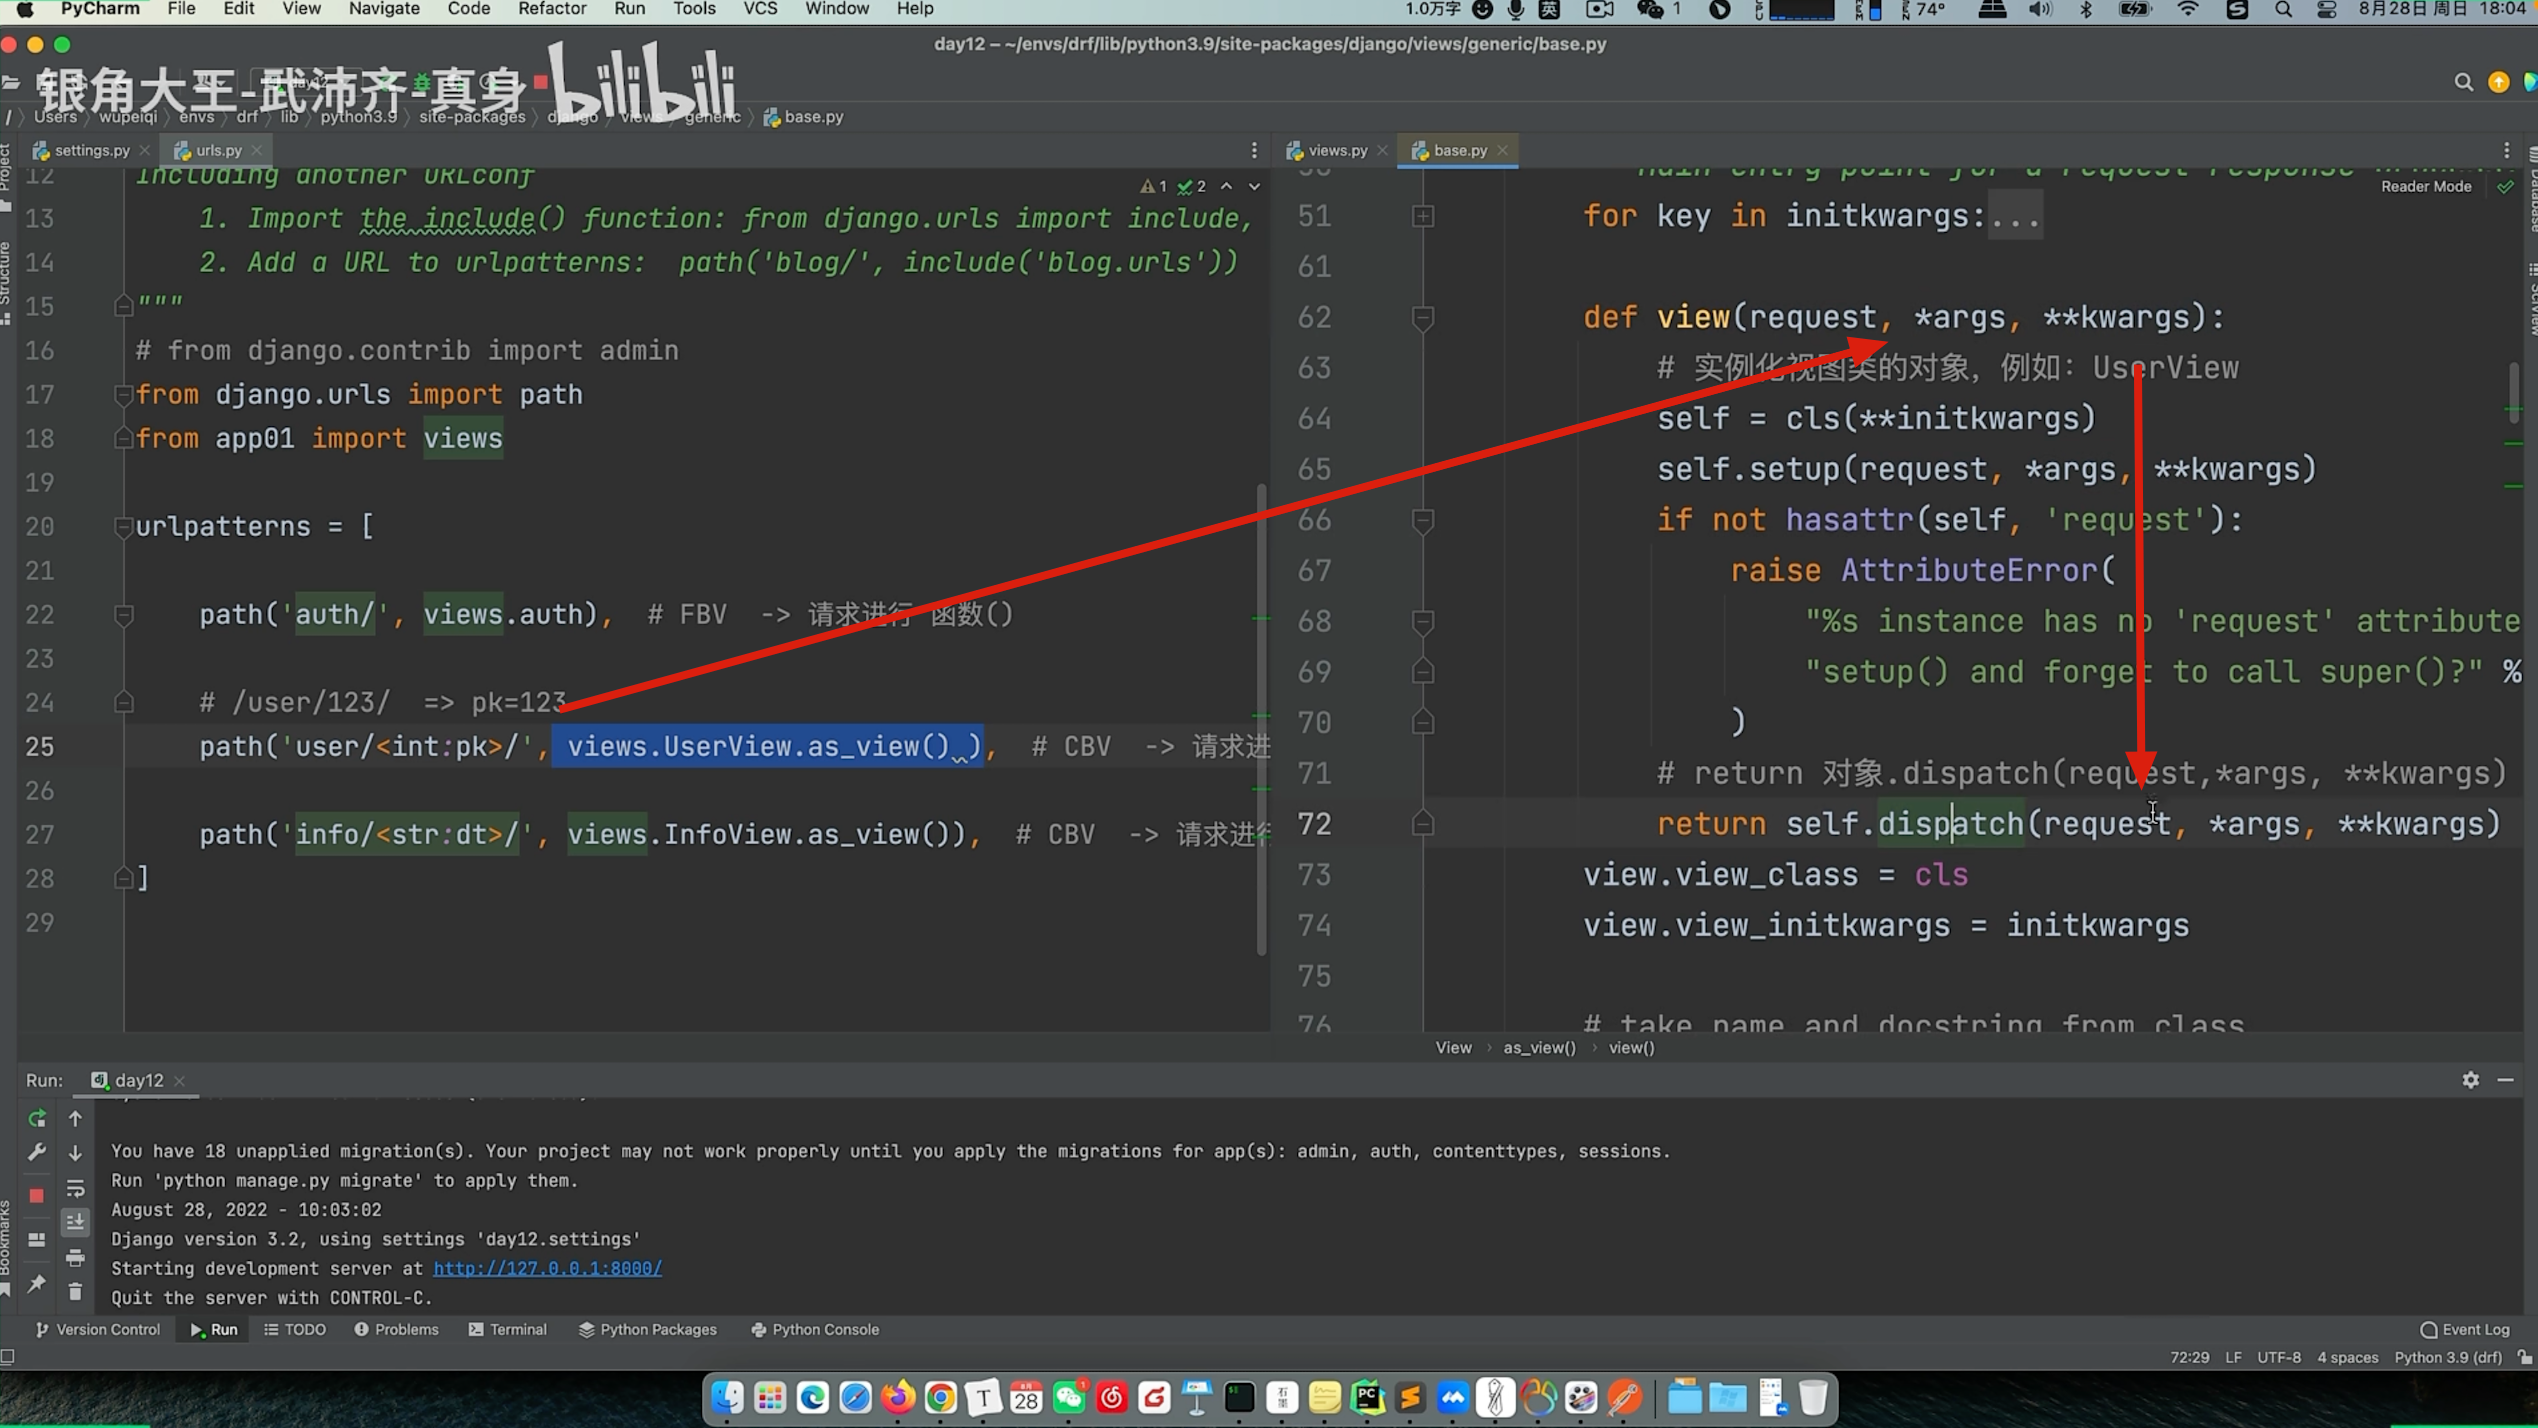 PyCharm File Edit View Navigate Code Refactor Run Tools VCS Window Help 1.0万字 英 1 74° 8月28日 周日 18:04
day12 – ~/envs/drf/lib/python3.9/site-packages/django/views/generic/base.py
银角大王-武沛齐-真身 bilibili
/ Users wupeiqi envs drf lib python3.9 site-packages django views generic base.py
settings.py urls.py
views.py base.py
Project
Structure
Bookmarks
Database
SciView
12 Including another URLconf
1 2
13 1. Import the include() function: from django.urls import include,
14 2. Add a URL to urlpatterns: path('blog/', include('blog.urls'))
15 """
16 # from django.contrib import admin
17 from django.urls import path
18 from app01 import views
19
20 urlpatterns = [
21
22 path('auth/', views.auth), # FBV -> 请求进行 函数()
23
24 # /user/123/ => pk=123
25 path('user/<int:pk>/', views.UserView.as_view() ), # CBV -> 请求进
26
27 path('info/<str:dt>/', views.InfoView.as_view()), # CBV -> 请求进行
28 ]
29
Reader Mode
51 for key in initkwargs:...
61
62 def view(request, *args, **kwargs):
63 # 实例化视图类的对象，例如：UserView
64 self = cls(**initkwargs)
65 self.setup(request, *args, **kwargs)
66 if not hasattr(self, 'request'):
67 raise AttributeError(
68 "%s instance has no 'request' attribute
69 "setup() and forget to call super()?" %
70 )
71 # return 对象.dispatch(request,*args, **kwargs)
72 return self.dispatch(request, *args, **kwargs)
73 view.view_class = cls
74 view.view_initkwargs = initkwargs
75
76 # take name and docstring from class
View › as_view() › view()
Run: day12
You have 18 unapplied migration(s). Your project may not work properly until you apply the migrations for app(s): admin, auth, contenttypes, sessions.
Run 'python manage.py migrate' to apply them.
August 28, 2022 - 10:03:02
Django version 3.2, using settings 'day12.settings'
Starting development server at http://127.0.0.1:8000/
Quit the server with CONTROL-C.
Version Control Run TODO Problems Terminal Python Packages Python Console Event Log
72:29 LF UTF-8 4 spaces Python 3.9 (drf)